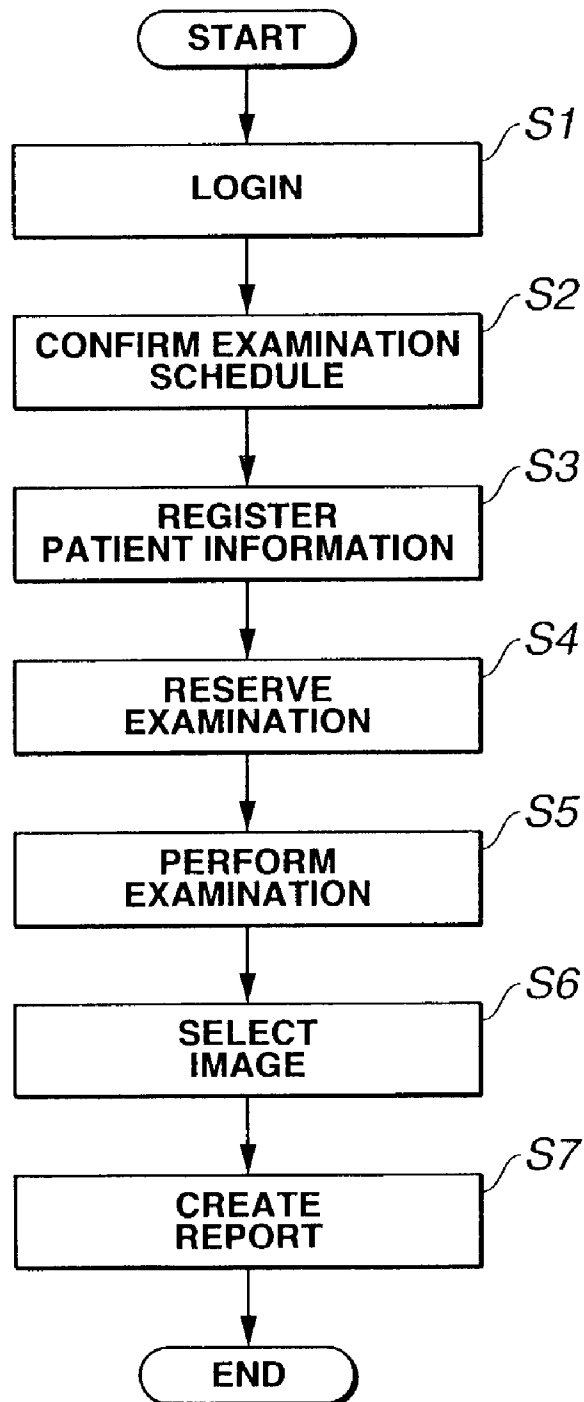 START
S1
LOGIN
S2
CONFIRM EXAMINATION
SCHEDULE
S3
REGISTER
PATIENT INFORMATION
S4
RESERVE
EXAMINATION
S5
PERFORM
EXAMINATION
S6
SELECT
IMAGE
S7
CREATE
REPORT
END